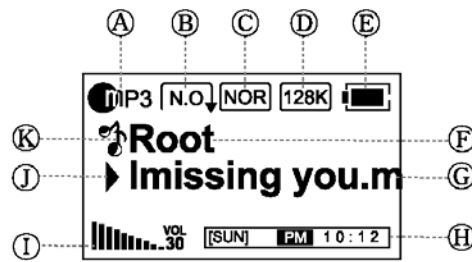 A B C D E
mP3 N.O. NOR 128K
K Root F
J Imissing you.m G
I VOL 30 [SUN] PM 10:12 H